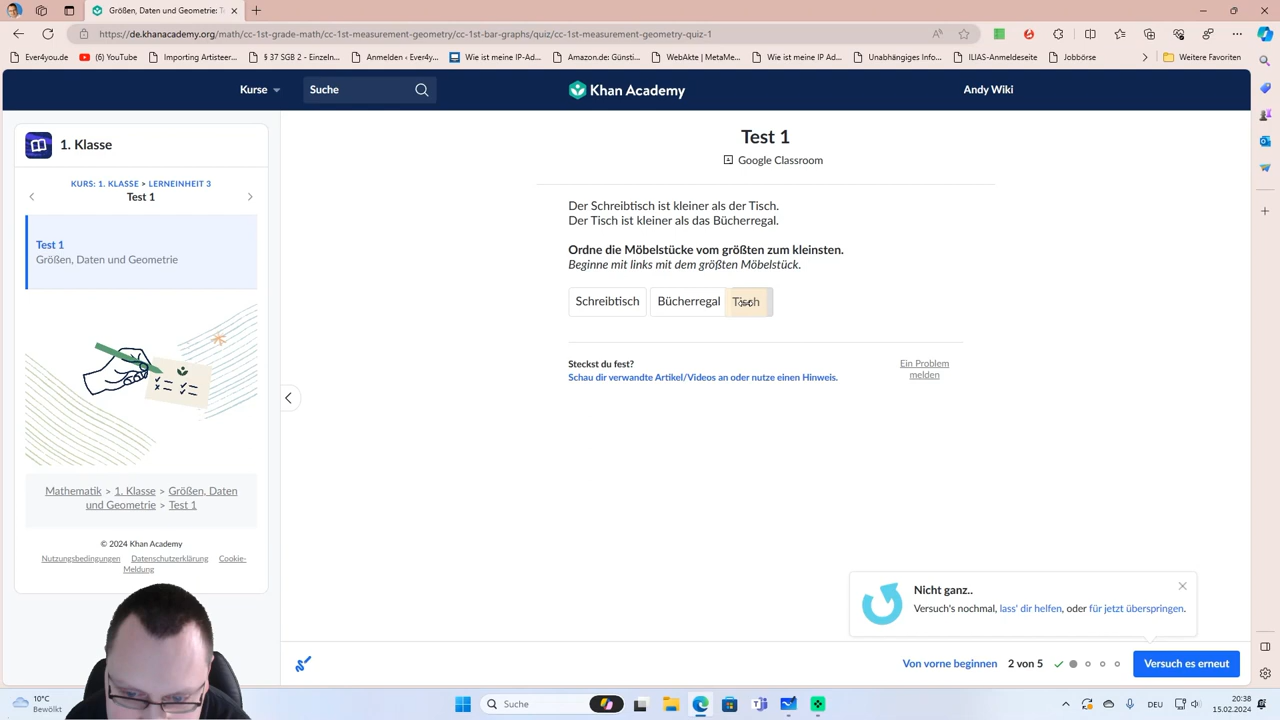 Größen, Daten und Geometrie: T
https://de.khanacademy.org/math/cc-1st-grade-math/cc-1st-measurement-geometry/cc-1st-bar-graphs/quiz/cc-1st-measurement-geometry-quiz-1
Ever4you.de
(6) YouTube
Importing Artisteer...
§ 37 SGB 2 - Einzeln...
Anmelden ‹ Ever4y...
Wie ist meine IP-Ad...
Amazon.de: Günsti...
WebAkte | MetaMe...
Wie ist meine IP-Ad...
Unabhängiges Info...
ILIAS-Anmeldeseite
Jobbörse
Weitere Favoriten
Kurse
Suche
Khan Academy
Andy Wiki
1. Klasse
KURS: 1. KLASSE > LERNEINHEIT 3
Test 1
Test 1
Größen, Daten und Geometrie
Mathematik > 1. Klasse > Größen, Daten
und Geometrie > Test 1
© 2024 Khan Academy
Nutzungsbedingungen Datenschutzerklärung Cookie-
Meldung
Test 1
Google Classroom
Der Schreibtisch ist kleiner als der Tisch.
Der Tisch ist kleiner als das Bücherregal.
Ordne die Möbelstücke vom größten zum kleinsten.
Beginne mit links mit dem größten Möbelstück.
Schreibtisch Bücherregal Tisch
Steckst du fest?
Schau dir verwandte Artikel/Videos an oder nutze einen Hinweis.
Ein Problem
melden
Nicht ganz..
Versuch's nochmal, lass' dir helfen, oder für jetzt überspringen.
Von vorne beginnen 2 von 5 Versuch es erneut
10°C
Bewölkt
Suche
DEU
20:38
15.02.2024